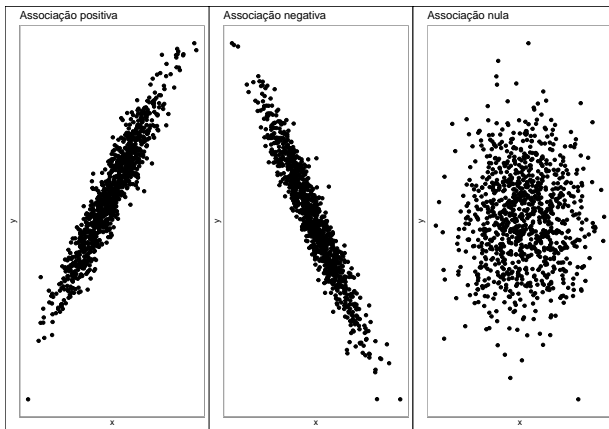 Associação positiva
y
x
Associação negativa
y
x
Associação nula
y
x